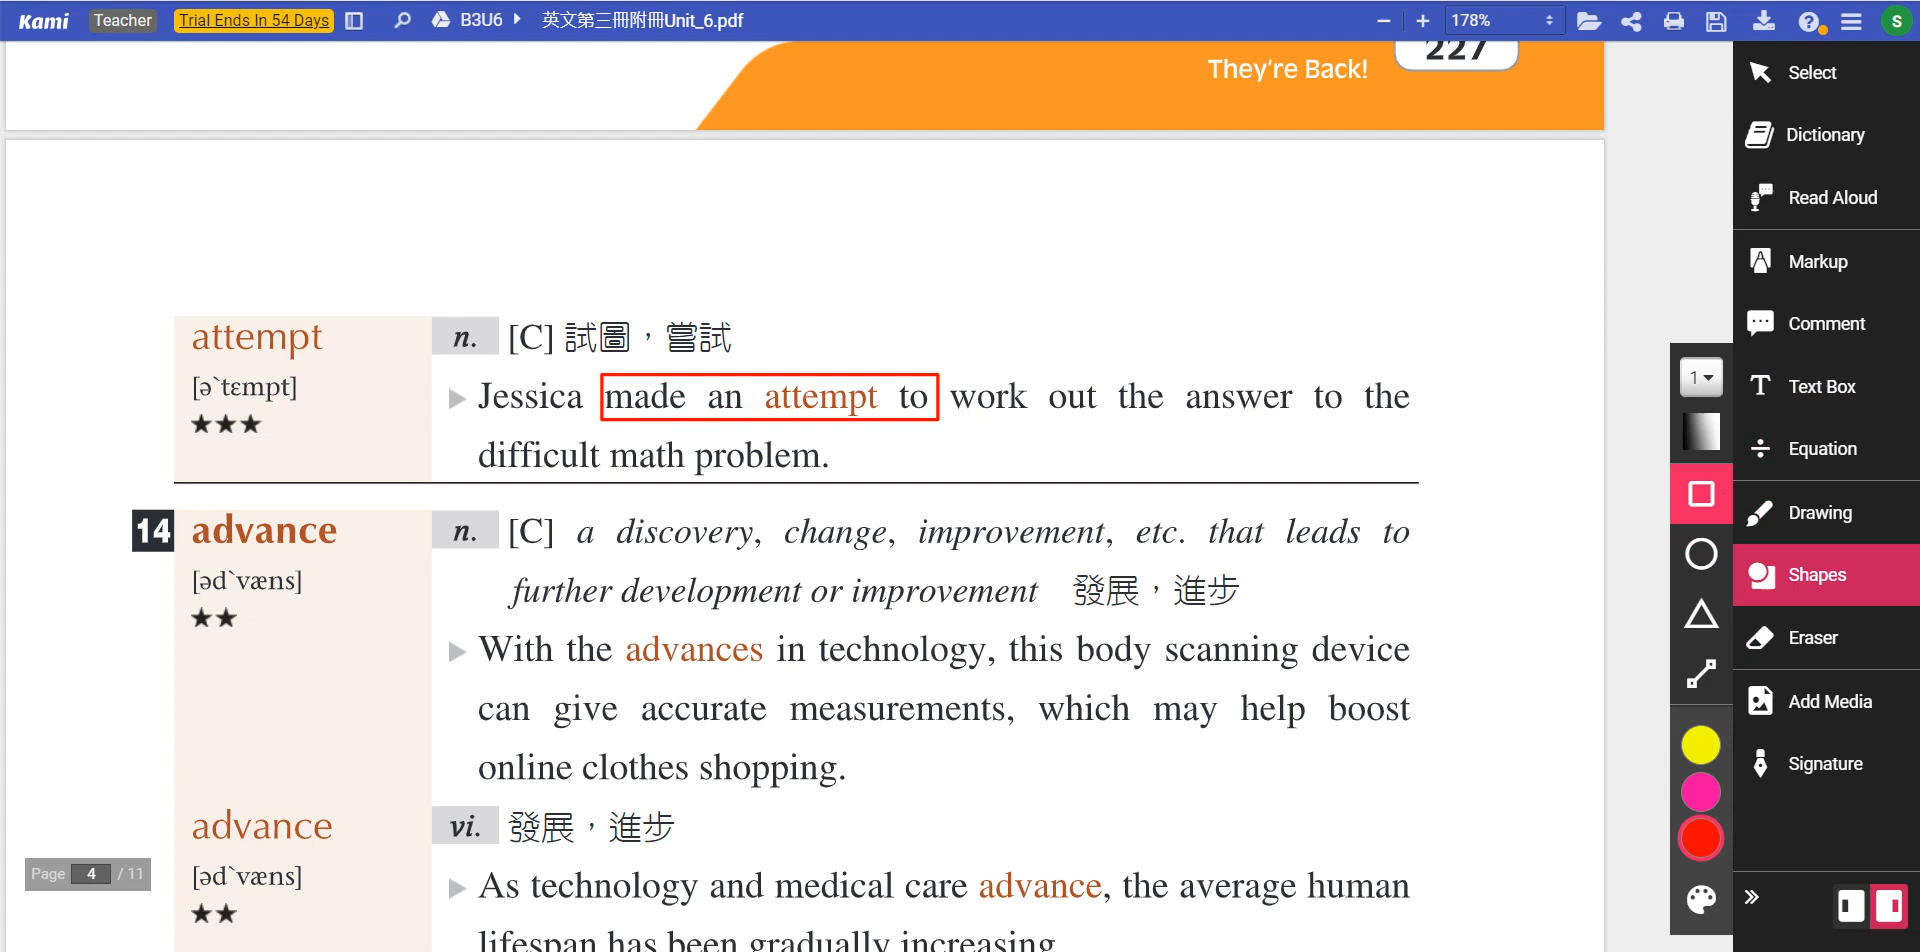 Kami Teacher Trial Ends In 54 Days B3U6 英文第三冊附冊Unit_6.pdf 178% S
They're Back! 227
Select
Dictionary
Read Aloud
Markup
Comment
Text Box
Equation
Drawing
Shapes
Eraser
Add Media
Signature
1
attempt n. [C] 試圖，嘗試
[ə`tɛmpt] Jessica made an attempt to work out the answer to the
★★★
difficult math problem.
14 advance n. [C] a discovery, change, improvement, etc. that leads to
[əd`væns] further development or improvement 發展，進步
★★
With the advances in technology, this body scanning device
can give accurate measurements, which may help boost
online clothes shopping.
advance vi. 發展，進步
[əd`væns] As technology and medical care advance, the average human
★★
lifespan has been gradually increasing.
Page 4 / 11